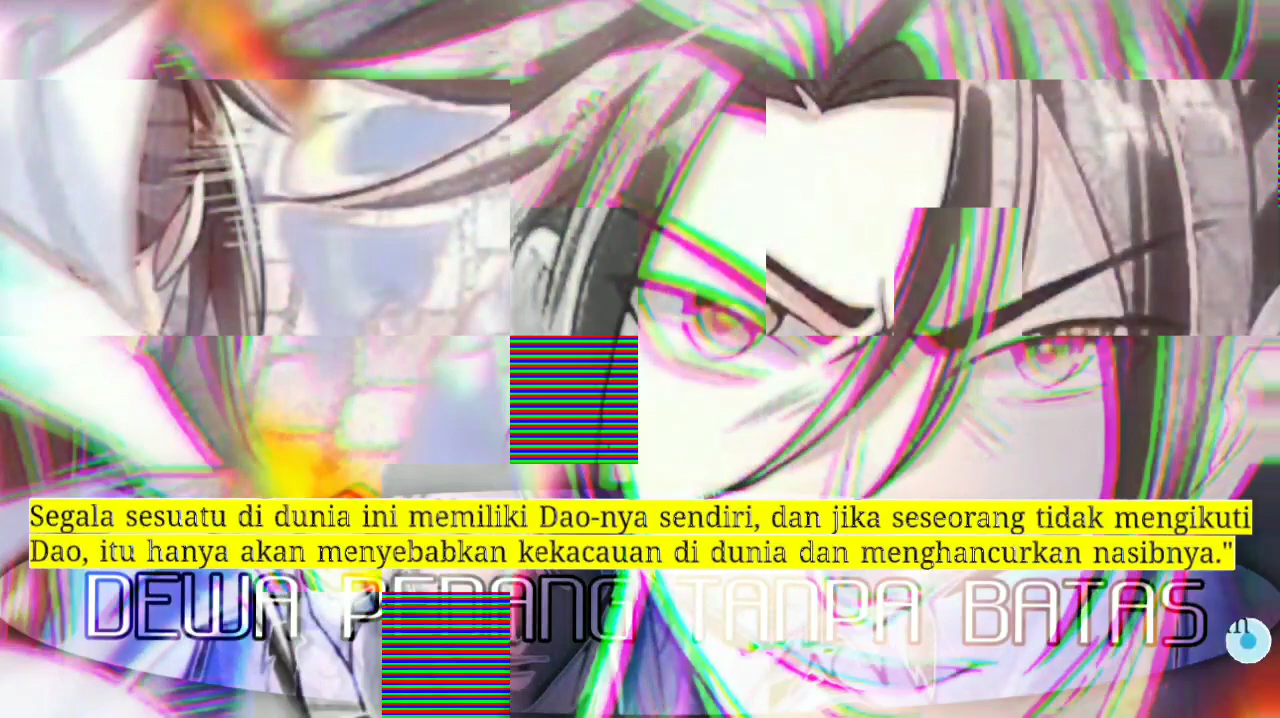 Segala sesuatu di dunia ini memiliki Dao-nya sendiri, dan jika seseorang tidak mengikuti
Dao, itu hanya akan menyebabkan kekacauan di dunia dan menghancurkan nasibnya."
DEWA PEDANG TANPA BATAS